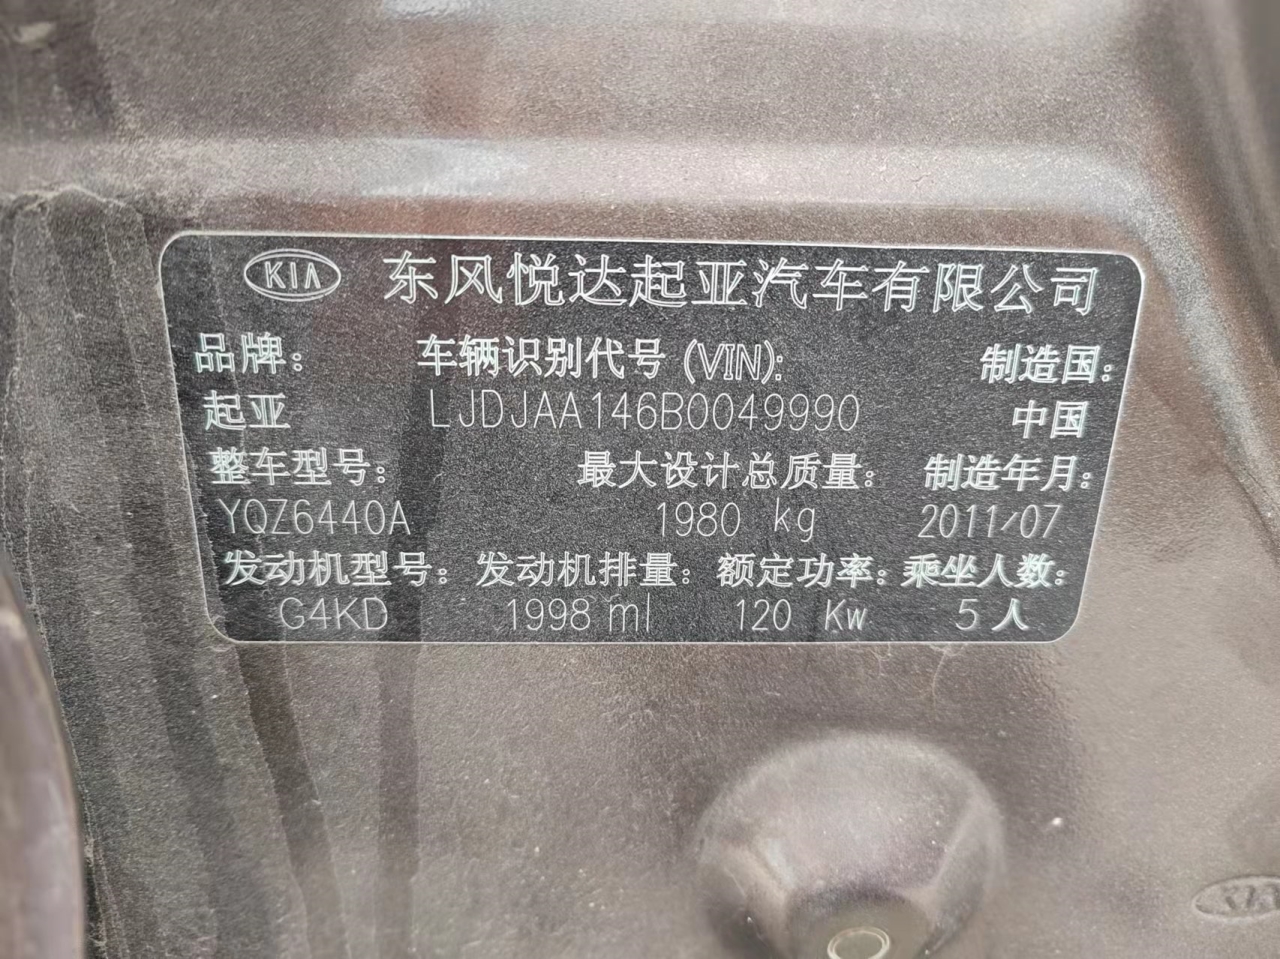 KIA 东风悦达起亚汽车有限公司
品牌： 车辆识别代号 (VIN): 制造国：
起亚 LJDJAA146B0049990 中国
整车型号： 最大设计总质量： 制造年月：
YQZ6440A 1980 kg 2011/07
发动机型号： 发动机排量： 额定功率： 乘坐人数：
G4KD 1998 ml 120 Kw 5 人
KIA